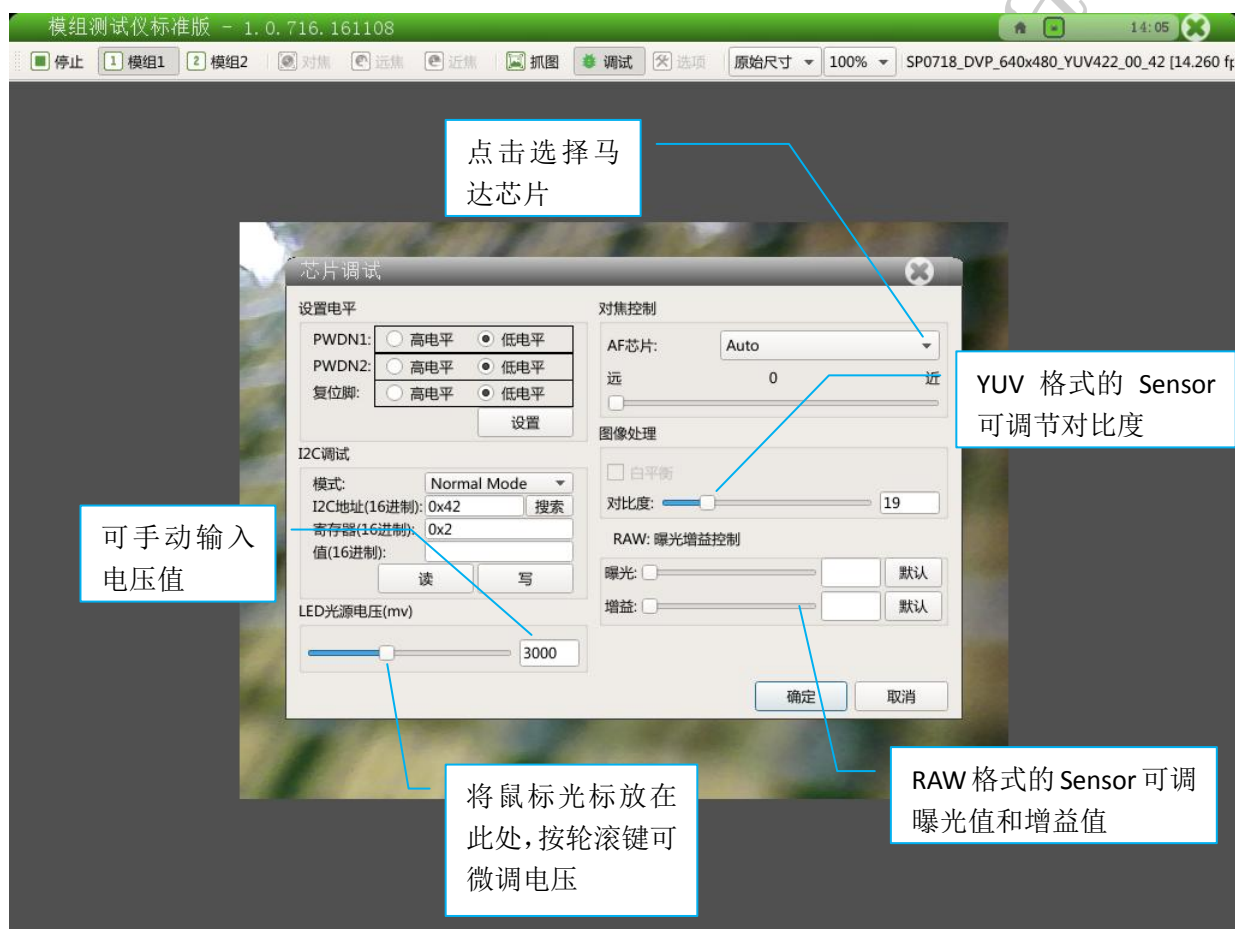 模组测试仪标准版 - 1.0.716.161108
14:05
停止 1 模组1 2 模组2 对焦 远焦 近焦 抓图 调试 选项 原始尺寸 100% SP0718_DVP_640x480_YUV422_00_42 [14.260 fp
点击选择马
达芯片
芯片调试
设置电平
PWDN1: 高电平 低电平
PWDN2: 高电平 低电平
复位脚: 高电平 低电平
设置
I2C调试
模式: Normal Mode
I2C地址(16进制): 0x42 搜索
寄存器(16进制): 0x2
值(16进制):
读 写
LED光源电压(mv)
3000
对焦控制
AF芯片: Auto
远 0 近
图像处理
白平衡
对比度: 19
RAW: 曝光增益控制
曝光: 默认
增益: 默认
确定 取消
YUV 格式的 Sensor
可调节对比度
可手动输入
电压值
将鼠标光标放在
此处,按轮滚键可
微调电压
RAW 格式的 Sensor 可调
曝光值和增益值